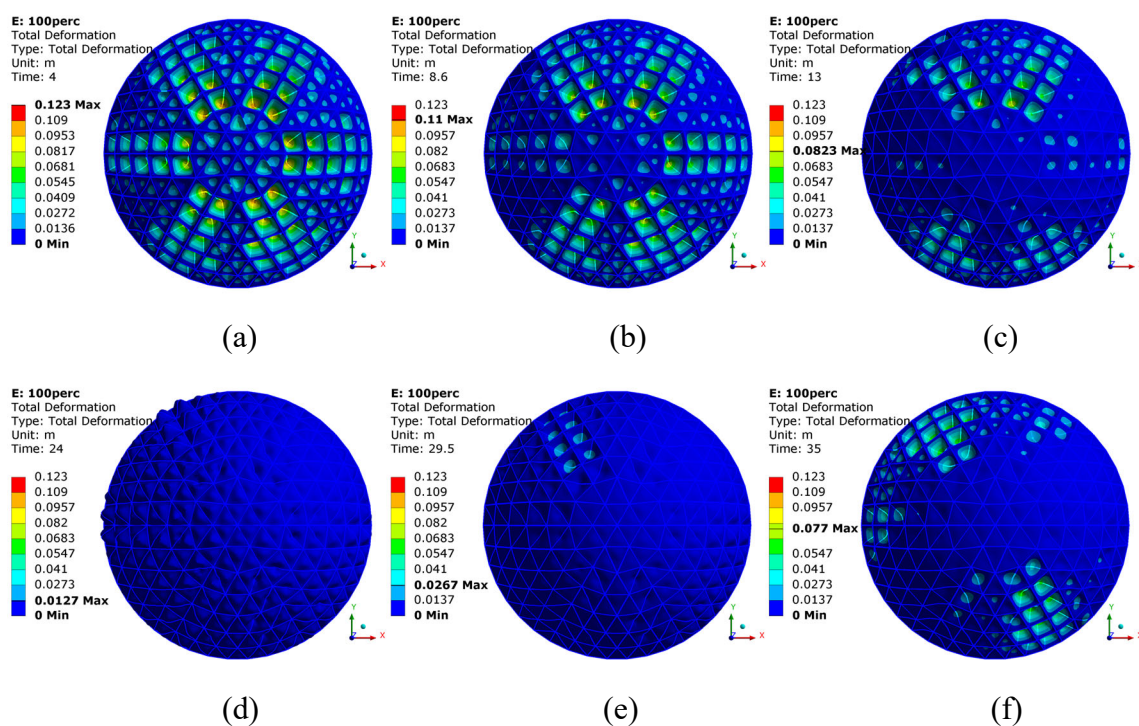 E: 100perc
Total Deformation
Type: Total Deformation
Unit: m
Time: 4
0.123 Max
0.109
0.0953
0.0817
0.0681
0.0545
0.0409
0.0272
0.0136
0 Min
Y
Z
X
(a)
E: 100perc
Total Deformation
Type: Total Deformation
Unit: m
Time: 8.6
0.123
0.11 Max
0.0957
0.082
0.0683
0.0547
0.041
0.0273
0.0137
0 Min
Y
Z
X
(b)
E: 100perc
Total Deformation
Type: Total Deformation
Unit: m
Time: 13
0.123
0.109
0.0957
0.0823 Max
0.0683
0.0547
0.041
0.0273
0.0137
0 Min
Y
Z
X
(c)
E: 100perc
Total Deformation
Type: Total Deformation
Unit: m
Time: 24
0.123
0.109
0.0957
0.082
0.0683
0.0547
0.041
0.0273
0.0127 Max
0 Min
Y
Z
X
(d)
E: 100perc
Total Deformation
Type: Total Deformation
Unit: m
Time: 29.5
0.123
0.109
0.0957
0.082
0.0683
0.0547
0.041
0.0267 Max
0.0137
0 Min
Y
Z
X
(e)
E: 100perc
Total Deformation
Type: Total Deformation
Unit: m
Time: 35
0.123
0.109
0.0957
0.077 Max
0.0547
0.041
0.0273
0.0137
0 Min
Y
Z
X
(f)